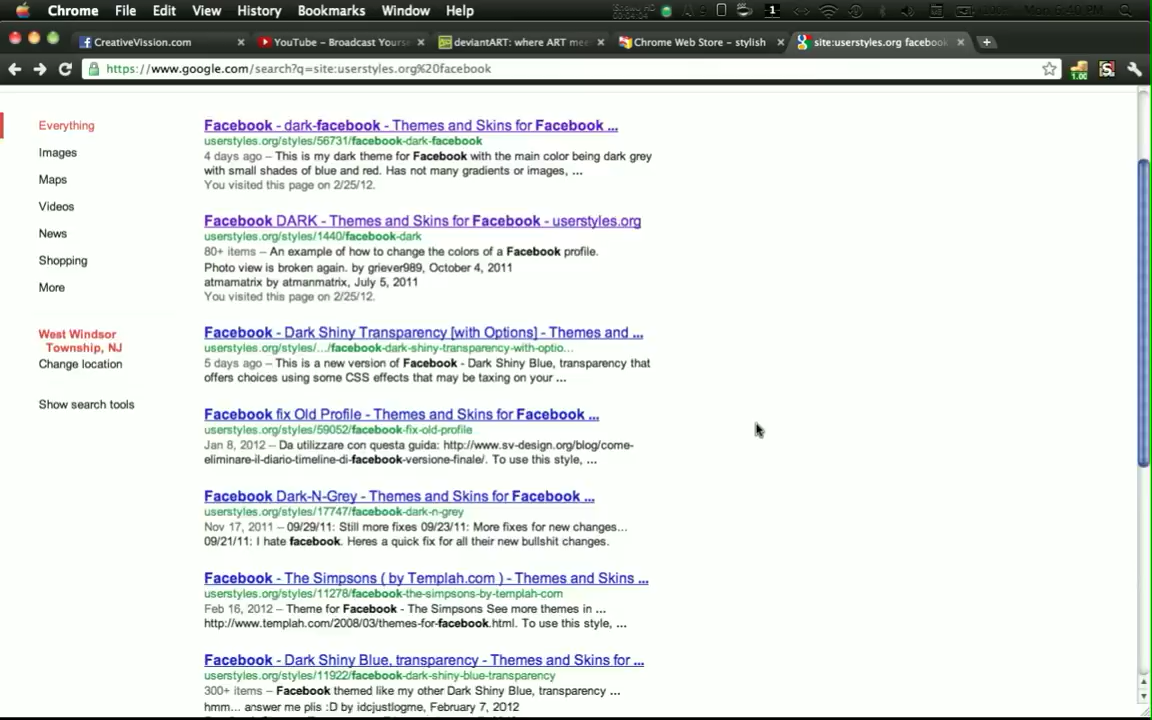 Chrome File Edit View History Bookmarks Window Help
1
CreativeVission.com
YouTube - Broadcast Yourse
deviantART: where ART me
Chrome Web Store - stylish
site:userstyles.org facebook
https://www.google.com/search?q=site:userstyles.org%20facebook
1.00
Everything
Images
Maps
Videos
News
Shopping
More
West Windsor
Township, NJ
Change location
Show search tools
Facebook - dark-facebook - Themes and Skins for Facebook ...
userstyles.org/styles/56731/facebook-dark-facebook
4 days ago – This is my dark theme for Facebook with the main color being dark grey
with small shades of blue and red. Has not many gradients or images, ...
You visited this page on 2/25/12.
Facebook DARK - Themes and Skins for Facebook - userstyles.org
userstyles.org/styles/1440/facebook-dark
80+ items – An example of how to change the colors of a Facebook profile.
Photo view is broken again. by griever989, October 4, 2011
atmamatrix by atmanmatrix, July 5, 2011
You visited this page on 2/25/12.
Facebook - Dark Shiny Transparency [with Options] - Themes and ...
userstyles.org/styles/.../facebook-dark-shiny-transparency-with-optio...
5 days ago – This is a new version of Facebook - Dark Shiny Blue, transparency that
offers choices using some CSS effects that may be taxing on your ...
Facebook fix Old Profile - Themes and Skins for Facebook ...
userstyles.org/styles/59052/facebook-fix-old-profile
Jan 8, 2012 – Da utilizzare con questa guida: http://www.sv-design.org/blog/come-
eliminare-il-diario-timeline-di-facebook-versione-finale/. To use this style, ...
Facebook Dark-N-Grey - Themes and Skins for Facebook ...
userstyles.org/styles/17747/facebook-dark-n-grey
Nov 17, 2011 – 09/29/11: Still more fixes 09/23/11: More fixes for new changes...
09/21/11: I hate facebook. Heres a quick fix for all their new bullshit changes.
Facebook - The Simpsons ( by Templah.com ) - Themes and Skins ...
userstyles.org/styles/11278/facebook-the-simpsons-by-templah-com
Feb 16, 2012 – Theme for Facebook - The Simpsons See more themes in ...
http://www.templah.com/2008/03/themes-for-facebook.html. To use this style, ...
Facebook - Dark Shiny Blue, transparency - Themes and Skins for ...
userstyles.org/styles/11922/facebook-dark-shiny-blue-transparency
300+ items – Facebook themed like my other Dark Shiny Blue, transparency ...
hmm... answer me plis :D by idcjustlogme, February 7, 2012